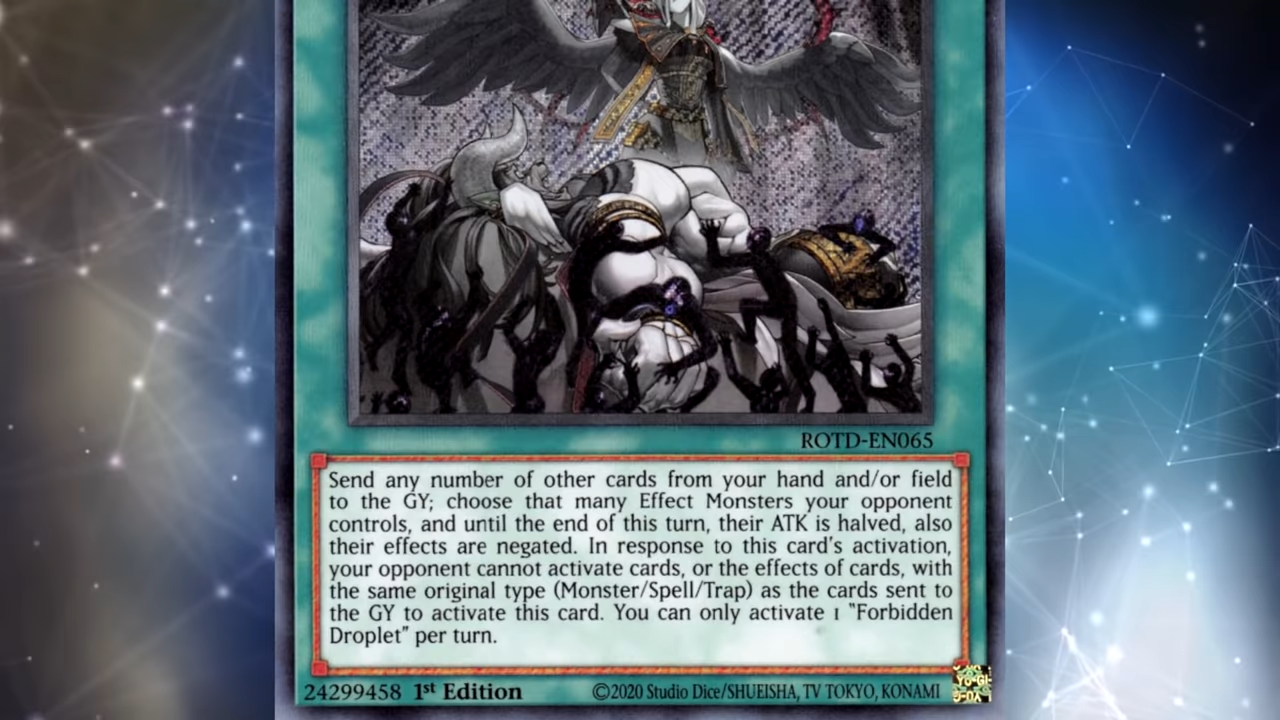 ROTD-EN065
Send any number of other cards from your hand and/or field
to the GY; choose that many Effect Monsters your opponent
controls, and until the end of this turn, their ATK is halved, also
their effects are negated. In response to this card's activation,
your opponent cannot activate cards, or the effects of cards, with
the same original type (Monster/Spell/Trap) as the cards sent to
the GY to activate this card. You can only activate 1 "Forbidden
Droplet" per turn.
24299458 1st Edition ©2020 Studio Dice/SHUEISHA, TV TOKYO, KONAMI